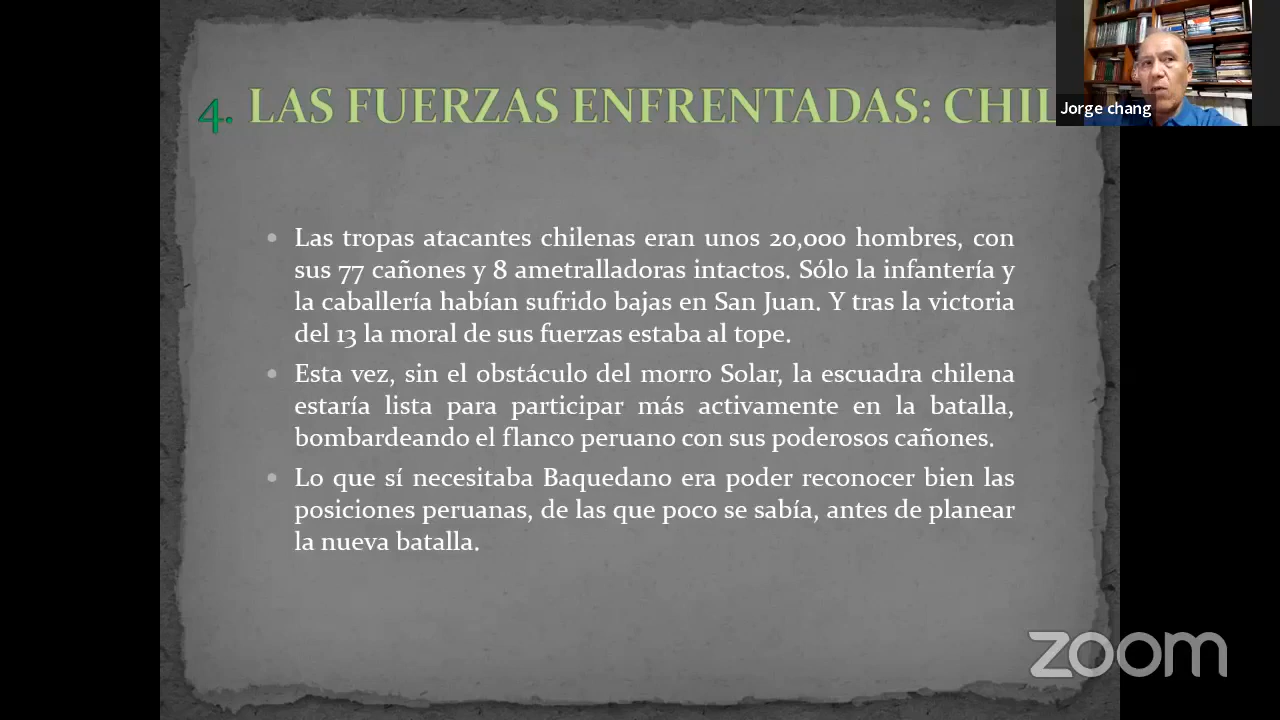 4. LAS FUERZAS ENFRENTADAS: CHIL
Jorge chang
Las tropas atacantes chilenas eran unos 20,000 hombres, con
sus 77 cañones y 8 ametralladoras intactos. Sólo la infantería y
la caballería habían sufrido bajas en San Juan. Y tras la victoria
del 13 la moral de sus fuerzas estaba al tope.
Esta vez, sin el obstáculo del morro Solar, la escuadra chilena
estaría lista para participar más activamente en la batalla,
bombardeando el flanco peruano con sus poderosos cañones.
Lo que sí necesitaba Baquedano era poder reconocer bien las
posiciones peruanas, de las que poco se sabía, antes de planear
la nueva batalla.
zoom